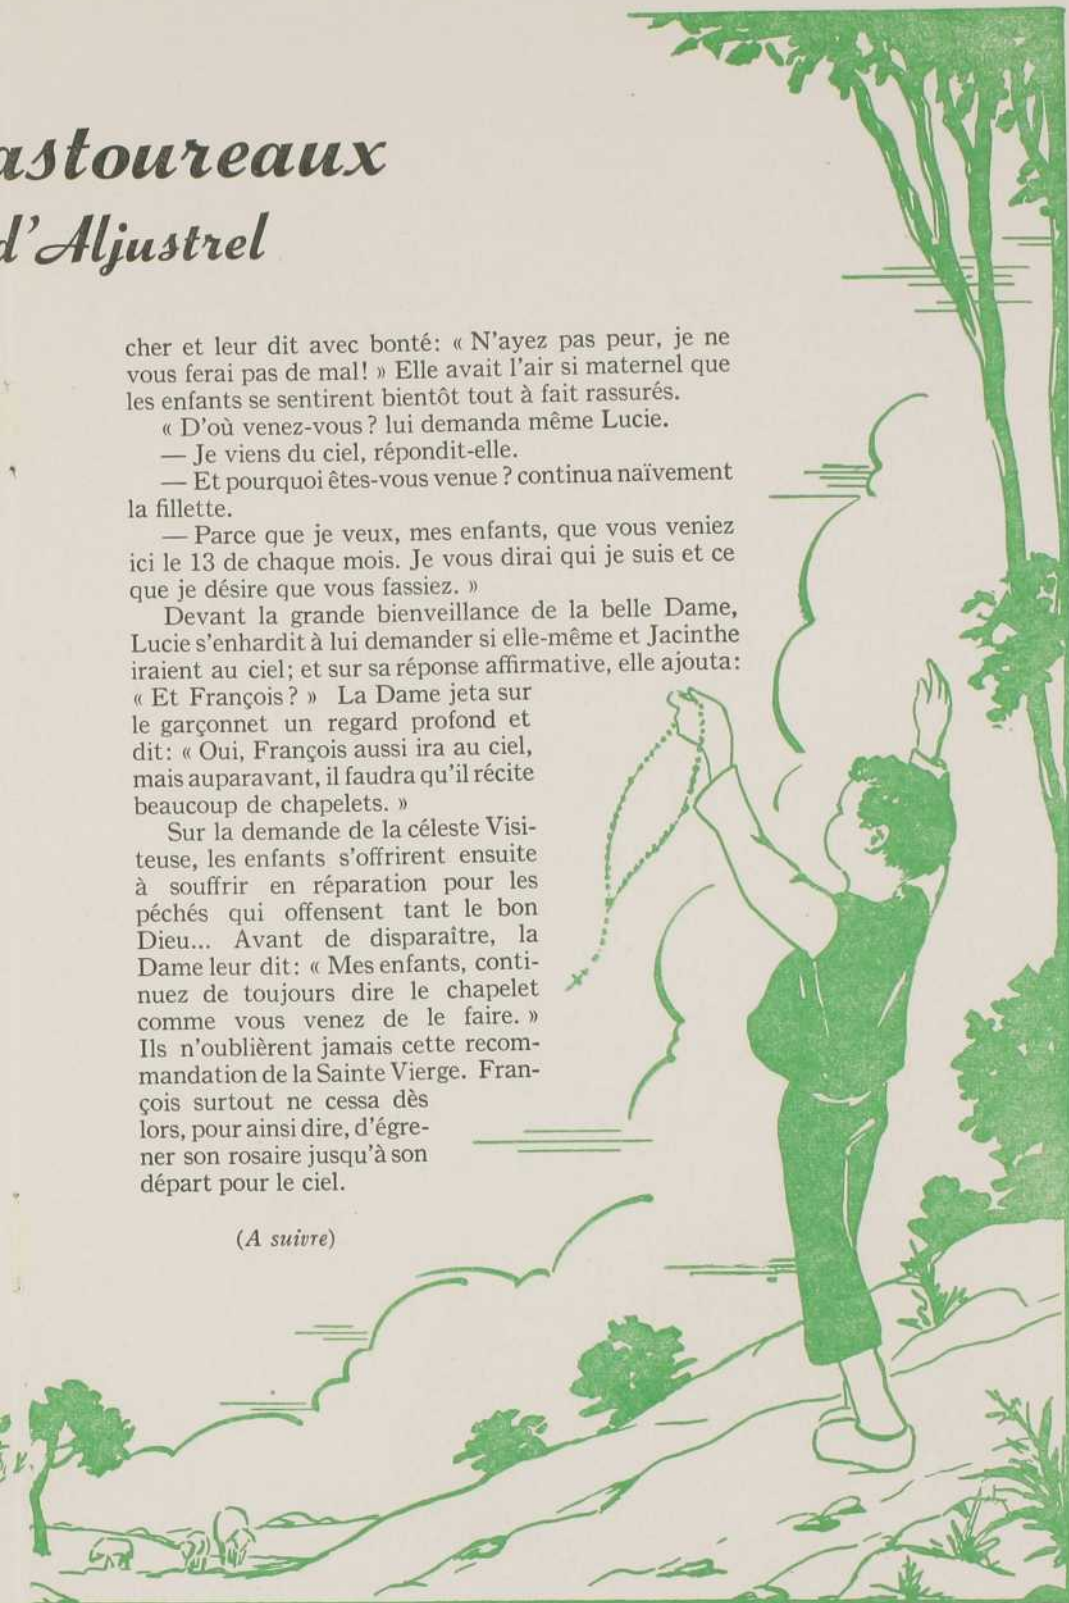 astoureaux
d'Aljustrel
cher et leur dit avec bonté: « N'ayez pas peur, je ne
vous ferai pas de mal! » Elle avait l'air si maternel que
les enfants se sentirent bientôt tout à fait rassurés.
« D'où venez-vous ? lui demanda même Lucie.
— Je viens du ciel, répondit-elle.
— Et pourquoi êtes-vous venue ? continua naïvement
la fillette.
— Parce que je veux, mes enfants, que vous veniez
ici le 13 de chaque mois. Je vous dirai qui je suis et ce
que je désire que vous fassiez. »
Devant la grande bienveillance de la belle Dame,
Lucie s'enhardit à lui demander si elle-même et Jacinthe
iraient au ciel; et sur sa réponse affirmative, elle ajouta:
« Et François ? » La Dame jeta sur
le garçonnet un regard profond et
dit: « Oui, François aussi ira au ciel,
mais auparavant, il faudra qu'il récite
beaucoup de chapelets. »
Sur la demande de la céleste Visi-
teuse, les enfants s'offrirent ensuite
à souffrir en réparation pour les
péchés qui offensent tant le bon
Dieu... Avant de disparaître, la
Dame leur dit: « Mes enfants, conti-
nuez de toujours dire le chapelet
comme vous venez de le faire. »
Ils n'oublièrent jamais cette recom-
mandation de la Sainte Vierge. Fran-
çois surtout ne cessa dès
lors, pour ainsi dire, d'égre-
ner son rosaire jusqu'à son
départ pour le ciel.
(A suivre)